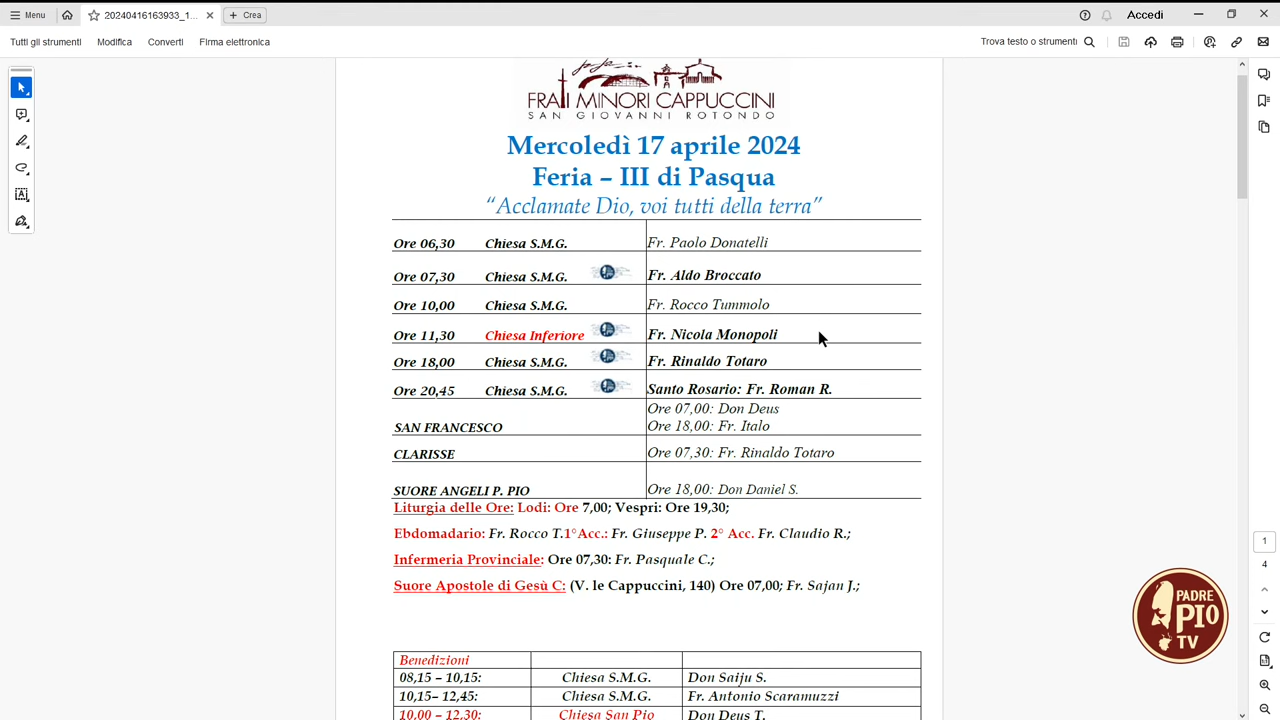 Menu 20240416163933_1... Crea Accedi
Tutti gli strumenti Modifica Converti Firma elettronica Trova testo o strumenti
FRATI MINORI CAPPUCCINI
SAN GIOVANNI ROTONDO
Mercoledì 17 aprile 2024
Feria – III di Pasqua
“Acclamate Dio, voi tutti della terra”
Ore 06,30 Chiesa S.M.G. Fr. Paolo Donatelli
Ore 07,30 Chiesa S.M.G. Fr. Aldo Broccato
Ore 10,00 Chiesa S.M.G. Fr. Rocco Tummolo
Ore 11,30 Chiesa Inferiore Fr. Nicola Monopoli
Ore 18,00 Chiesa S.M.G. Fr. Rinaldo Totaro
Ore 20,45 Chiesa S.M.G. Santo Rosario: Fr. Roman R.
Ore 07,00: Don Deus
SAN FRANCESCO Ore 18,00: Fr. Italo
CLARISSE Ore 07,30: Fr. Rinaldo Totaro
SUORE ANGELI P. PIO Ore 18,00: Don Daniel S.
Liturgia delle Ore: Lodi: Ore 7,00; Vespri: Ore 19,30;
Ebdomadario: Fr. Rocco T.1°Acc.: Fr. Giuseppe P. 2° Acc. Fr. Claudio R.;
Infermeria Provinciale: Ore 07,30: Fr. Pasquale C.;
Suore Apostole di Gesù C: (V. le Cappuccini, 140) Ore 07,00; Fr. Sajan J.;
Benedizioni
08,15 – 10,15: Chiesa S.M.G. Don Saiju S.
10,15– 12,45: Chiesa S.M.G. Fr. Antonio Scaramuzzi
10,00 – 12,30: Chiesa San Pio Don Deus T.
1
4
PADRE
PIO
TV